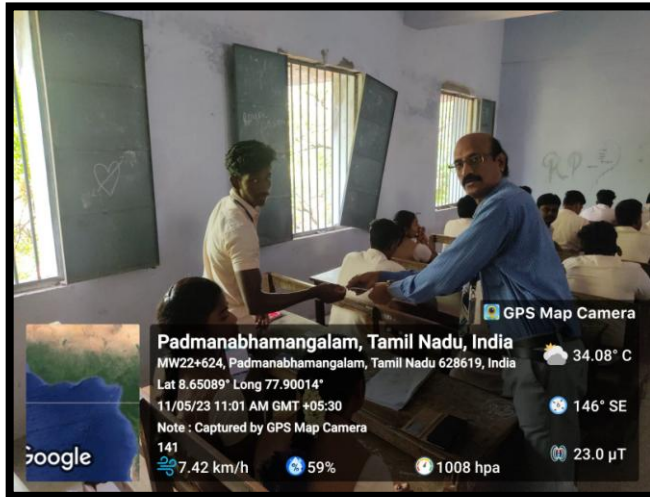 RP-
GPS Map Camera
Padmanabhamangalam, Tamil Nadu, India
MW22+624, Padmanabhamangalam, Tamil Nadu 628619, India
Lat 8.65089° Long 77.90014°
11/05/23 11:01 AM GMT +05:30
Note : Captured by GPS Map Camera
141
7.42 km/h
59%
1008 hpa
34.08° C
146° SE
23.0 µT
Google